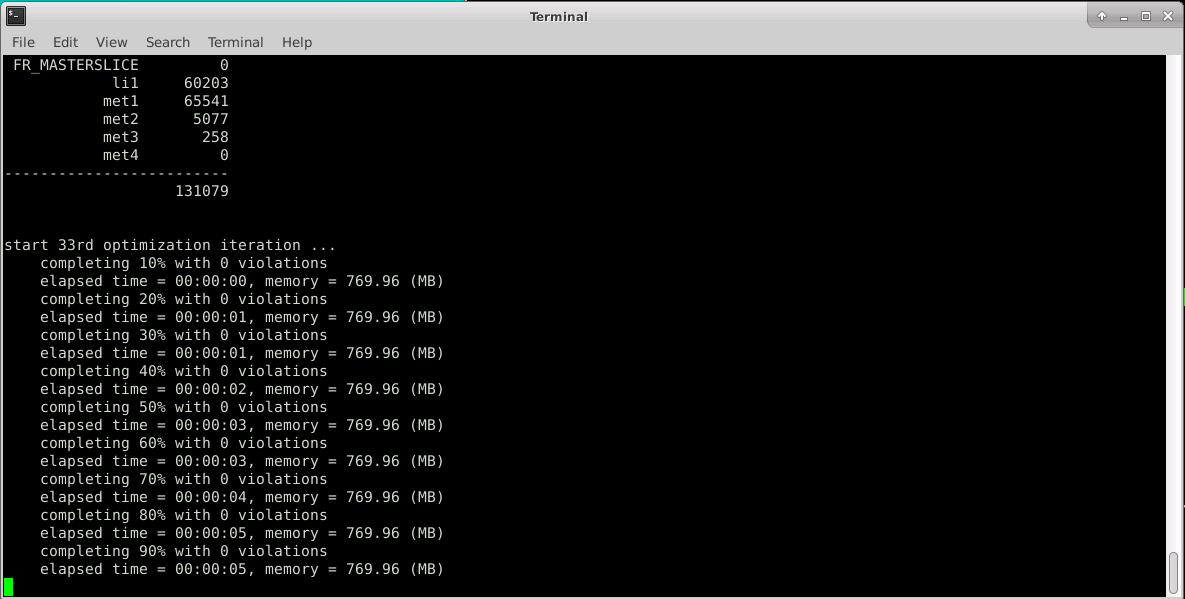 Terminal
File Edit View Search Terminal Help
FR_MASTERSLICE 0
li1 60203
met1 65541
met2 5077
met3 258
met4 0
-------------------------
131079
start 33rd optimization iteration ...
completing 10% with 0 violations
elapsed time = 00:00:00, memory = 769.96 (MB)
completing 20% with 0 violations
elapsed time = 00:00:01, memory = 769.96 (MB)
completing 30% with 0 violations
elapsed time = 00:00:01, memory = 769.96 (MB)
completing 40% with 0 violations
elapsed time = 00:00:02, memory = 769.96 (MB)
completing 50% with 0 violations
elapsed time = 00:00:03, memory = 769.96 (MB)
completing 60% with 0 violations
elapsed time = 00:00:03, memory = 769.96 (MB)
completing 70% with 0 violations
elapsed time = 00:00:04, memory = 769.96 (MB)
completing 80% with 0 violations
elapsed time = 00:00:05, memory = 769.96 (MB)
completing 90% with 0 violations
elapsed time = 00:00:05, memory = 769.96 (MB)